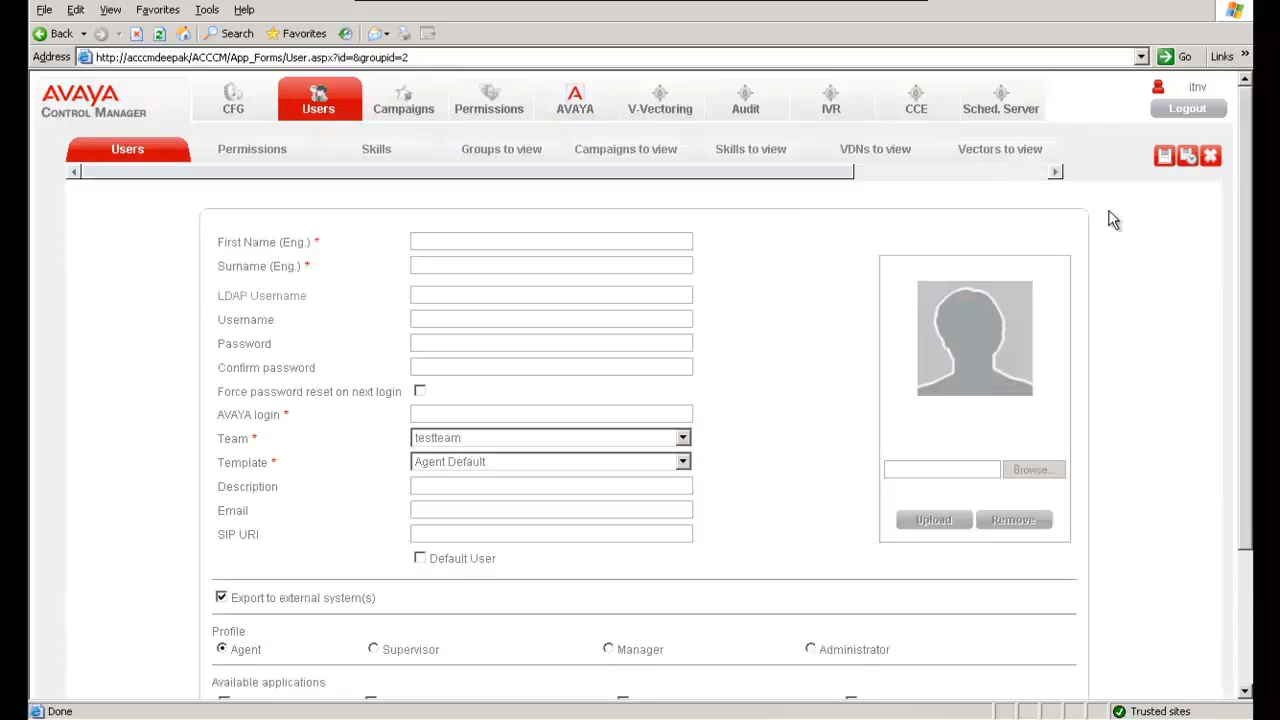 File Edit View Favorites Tools Help
Back Search Favorites
Address http://acccmdeepak/ACCCM/App_Forms/User.aspx?id=&groupid=2 Go Links »
AVAYA
CONTROL MANAGER
CFG Users Campaigns Permissions AVAYA V-Vectoring Audit IVR CCE Sched. Server
itnv
Logout
Users Permissions Skills Groups to view Campaigns to view Skills to view VDNs to view Vectors to view
First Name (Eng.) *
Surname (Eng.) *
LDAP Username
Username
Password
Confirm password
Force password reset on next login
AVAYA login *
Team * testteam
Template * Agent Default
Description
Email
SIP URI
Default User
Browse...
Upload Remove
Export to external system(s)
Profile
Agent Supervisor Manager Administrator
Available applications
Done Trusted sites